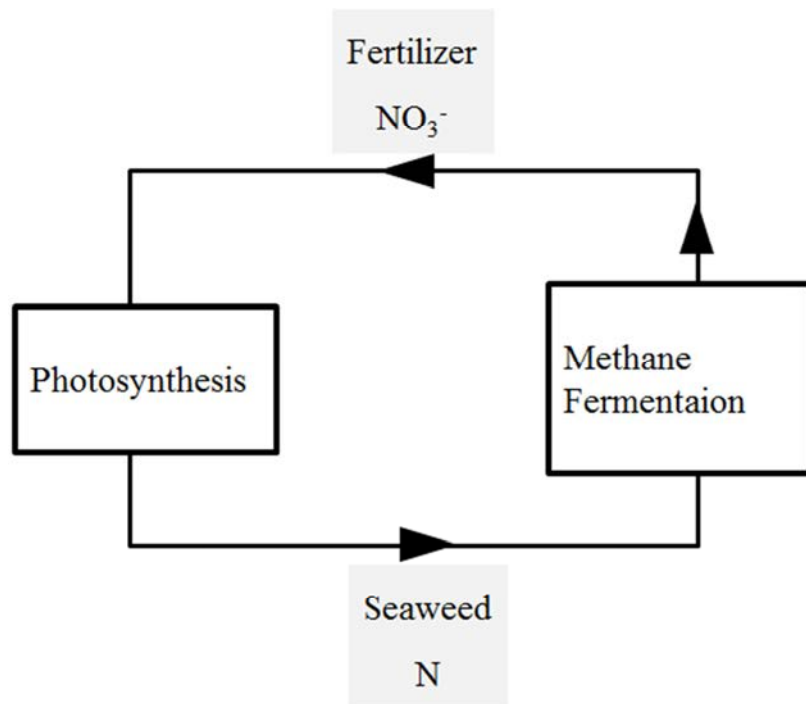 Fertilizer
NO₃⁻
Photosynthesis
Methane
Fermentaion
Seaweed
N